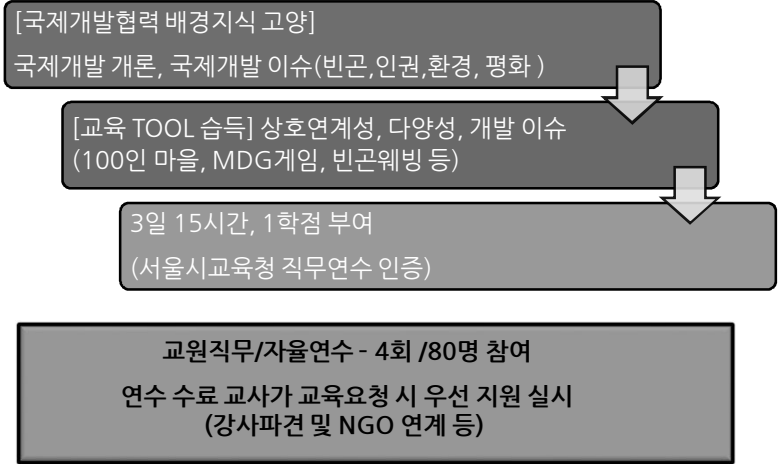 [국제개발협력 배경지식 고양]
국제개발 개론, 국제개발 이슈(빈곤,인권,환경, 평화 )
[교육 TOOL 습득] 상호연계성, 다양성, 개발 이슈
(100인 마을, MDG게임, 빈곤웨빙 등)
3일 15시간, 1학점 부여
(서울시교육청 직무연수 인증)
교원직무/자율연수 - 4회 /80명 참여
연수 수료 교사가 교육요청 시 우선 지원 실시
(강사파견 및 NGO 연계 등)